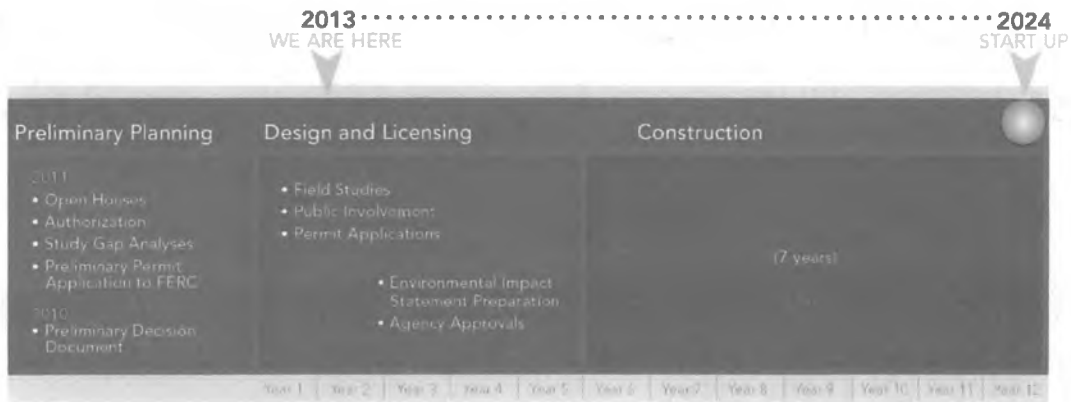 2013 2024
WE ARE HERE START UP
Preliminary Planning
2011
• Open Houses
• Authorization
• Study Gap Analyses
• Preliminary Permit
Application to FERC
2010
• Preliminary Decision
Document
Design and Licensing
• Field Studies
• Public Involvement
• Permit Applications
• Environmental Impact
Statement Preparation
• Agency Approvals
Construction
(7 years)
Year 1 Year 2 Year 3 Year 4 Year 5 Year 6 Year 7 Year 8 Year 9 Year 10 Year 11 Year 12